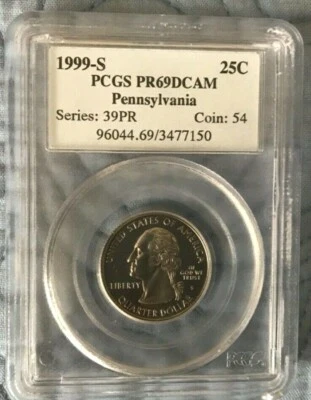 1999-S 25C
PCGS PR69DCAM
Pennsylvania
Series: 39PR Coin: 54
96044.69/3477150
UNITED STATES OF AMERICA
LIBERTY
IN
GOD WE
TRUST
S
QUARTER DOLLAR
PCGS